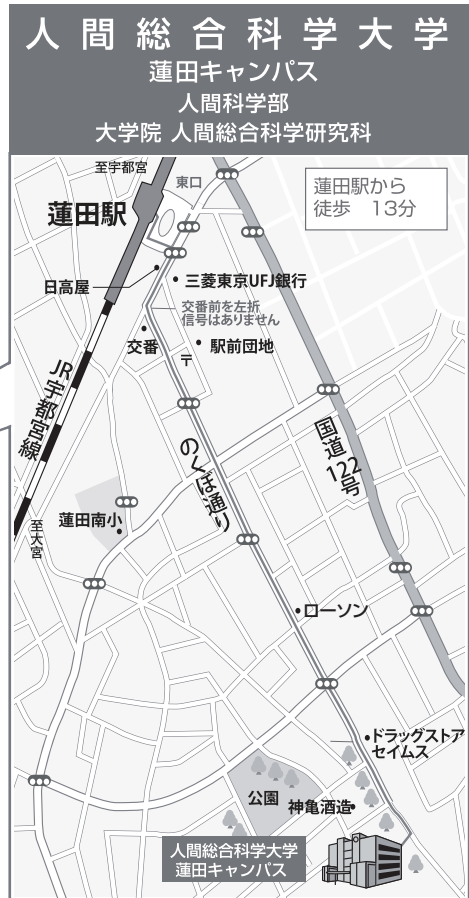 人間総合科学大学
蓮田キャンパス
人間科学部
大学院 人間総合科学研究科
至宇都宮
東口
蓮田駅から
徒歩 13分
蓮田駅
日高屋
三菱東京UFJ銀行
交番前を左折
信号はありません
交番
駅前団地
〒
JR宇都宮線
のくぼ通り
国道122号
蓮田南小
至大宮
ローソン
ドラッグストア
セイムス
公園
神亀酒造
人間総合科学大学
蓮田キャンパス